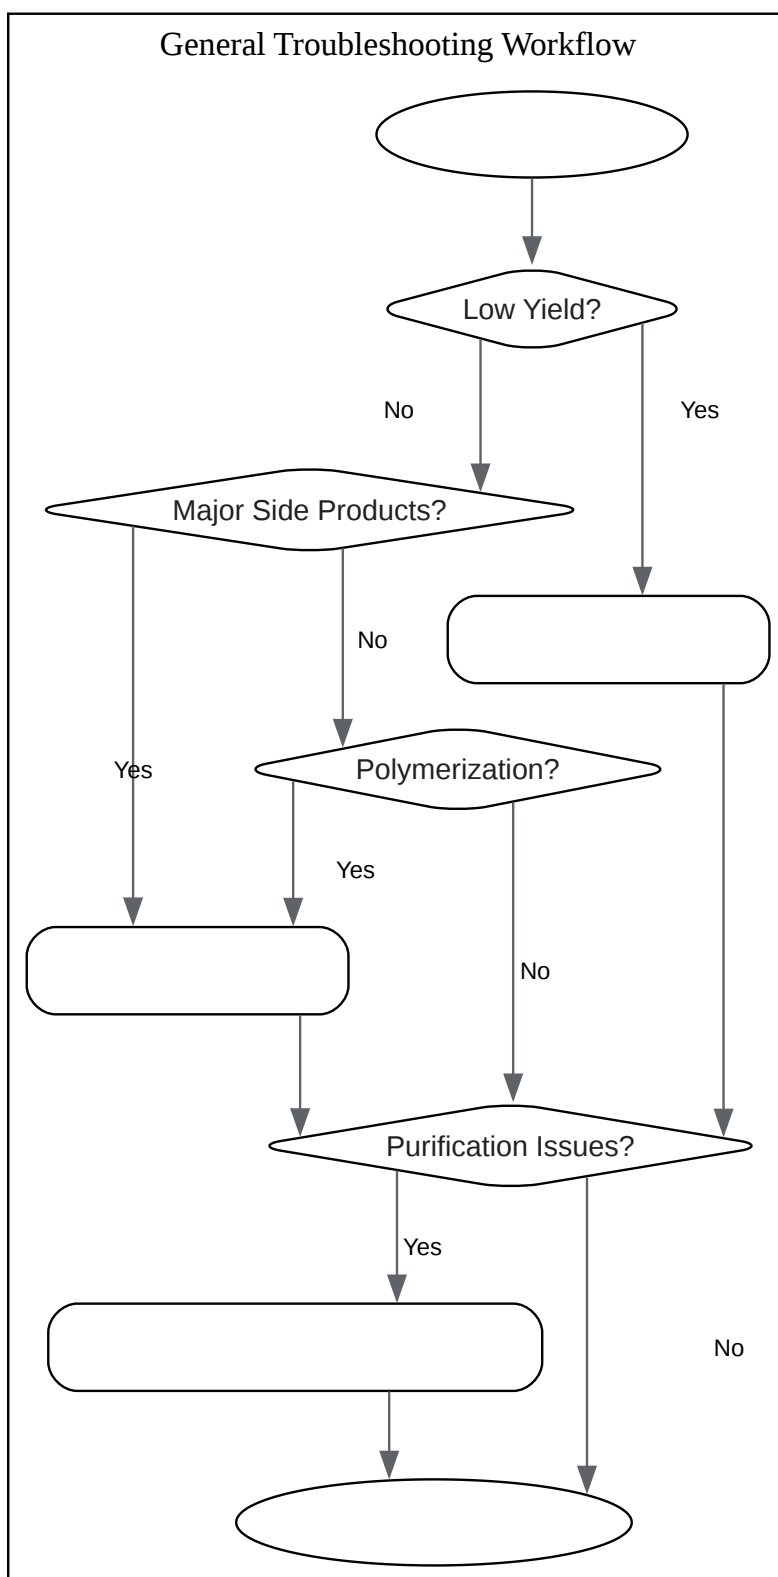 General Troubleshooting Workflow
Low Yield?
No
Yes
Major Side Products?
No
Yes
Polymerization?
Yes
No
Purification Issues?
Yes
No